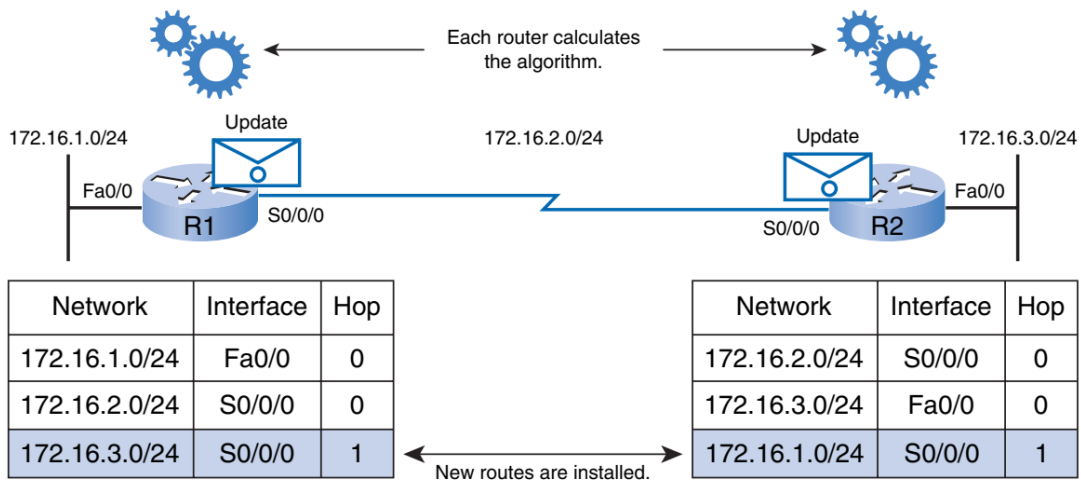 Each router calculates
the algorithm.
Update
Update
172.16.1.0/24
172.16.2.0/24
172.16.3.0/24
Fa0/0
R1
S0/0/0
S0/0/0
R2
Fa0/0
Network Interface Hop
172.16.1.0/24 Fa0/0 0
172.16.2.0/24 S0/0/0 0
172.16.3.0/24 S0/0/0 1
Network Interface Hop
172.16.2.0/24 S0/0/0 0
172.16.3.0/24 Fa0/0 0
172.16.1.0/24 S0/0/0 1
New routes are installed.